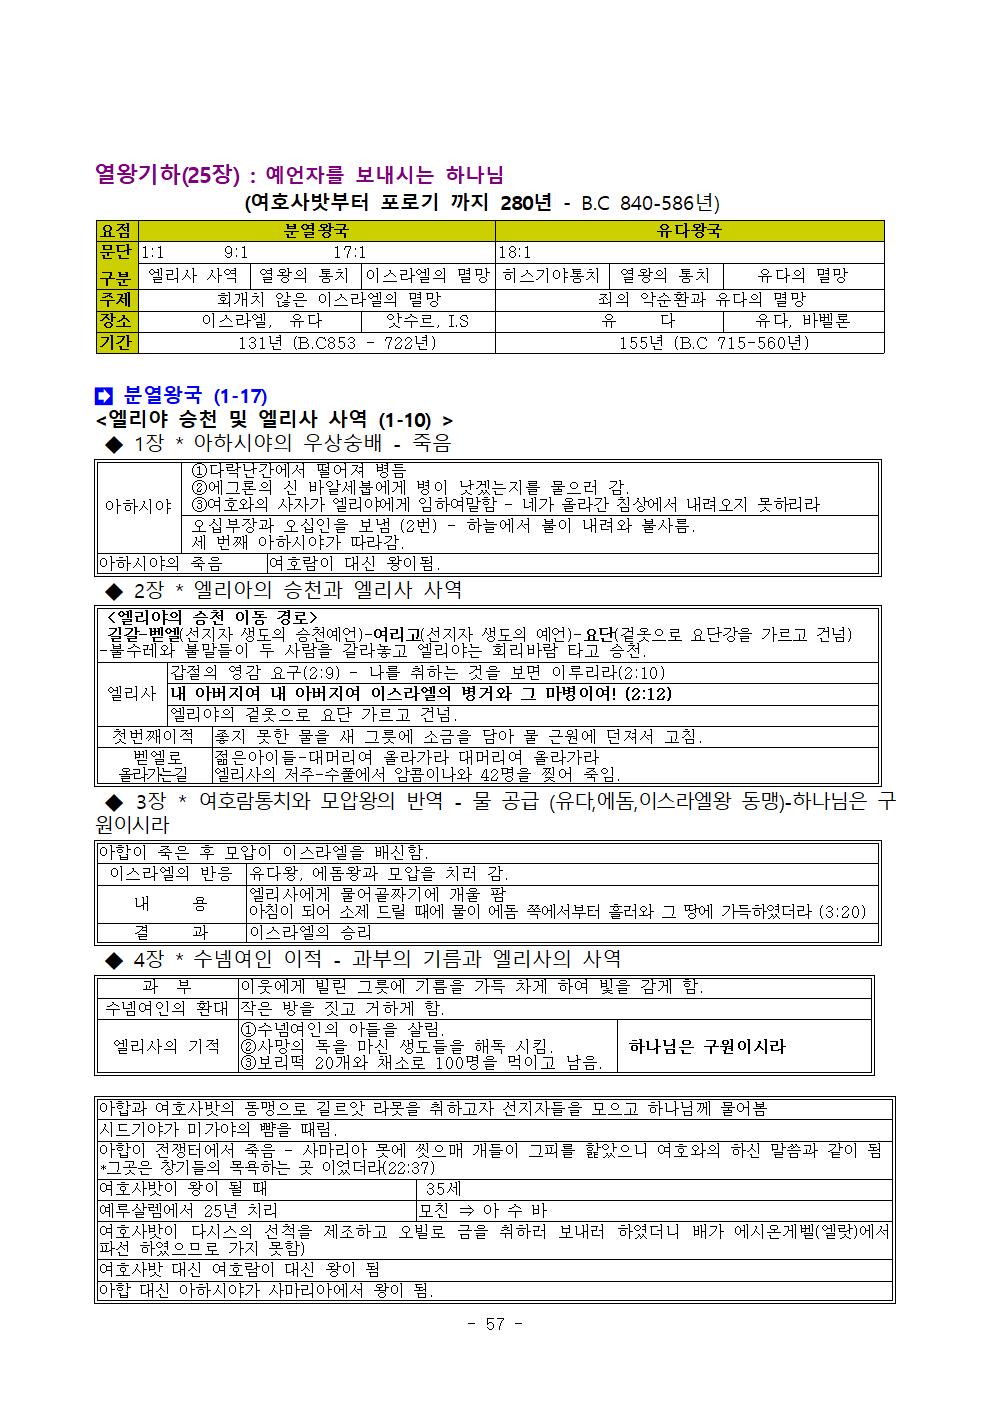 열왕기하(25장) : 예언자를 보내시는 하나님
(여호사밧부터 포로기 까지 280년 - B.C 840-586년)
요점 분열왕국 유다왕국
문단 1:1 9:1 17:1 18:1
구분 엘리사 사역 열왕의 통치 이스라엘의 멸망 히스기야통치 열왕의 통치 유다의 멸망
주제 회개치 않은 이스라엘의 멸망 죄의 악순환과 유다의 멸망
장소 이스라엘, 유다 앗수르, I.S 유 다 유다, 바벨론
기간 131년 (B.C853 - 722년) 155년 (B.C 715-560년)
➡ 분열왕국 (1-17)
<엘리야 승천 및 엘리사 사역 (1-10) >
◆ 1장 * 아하시야의 우상숭배 - 죽음
아하시야
①다락난간에서 떨어져 병듬
②에그론의 신 바알세붑에게 병이 낫겠는지를 물으러 감.
③여호와의 사자가 엘리야에게 임하여말함 - 네가 올라간 침상에서 내려오지 못하리라
오십부장과 오십인을 보냄 (2번) - 하늘에서 불이 내려와 불사름.
세 번째 아하시야가 따라감.
아하시야의 죽음 여호람이 대신 왕이됨.
◆ 2장 * 엘리아의 승천과 엘리사 사역
<엘리야의 승천 이동 경로>
길갈-벧엘(선지자 생도의 승천예언)-여리고(선지자 생도의 예언)-요단(겉옷으로 요단강을 가르고 건넘)
-불수레와 불말들이 두 사람을 갈라놓고 엘리야는 회리바람 타고 승천.
엘리사
갑절의 영감 요구(2:9) - 나를 취하는 것을 보면 이루리라(2:10)
내 아버지여 내 아버지여 이스라엘의 병거와 그 마병이여! (2:12)
엘리야의 겉옷으로 요단 가르고 건넘.
첫번째이적 좋지 못한 물을 새 그릇에 소금을 담아 물 근원에 던져서 고침.
벧엘로 젊은아이들-대머리여 올라가라 대머리여 올라가라
올라가는길 엘리사의 저주-수풀에서 암콤이나와 42명을 찢어 죽임.
◆ 3장 * 여호람통치와 모압왕의 반역 - 물 공급 (유다,에돔,이스라엘왕 동맹)-하나님은 구
원이시라
아합이 죽은 후 모압이 이스라엘을 배신함.
이스라엘의 반응 유다왕, 에돔왕과 모압을 치러 감.
내 용
엘리사에게 물어골짜기에 개울 팜
아침이 되어 소제 드릴 때에 물이 에돔 쪽에서부터 흘러와 그 땅에 가득하였더라 (3:20)
결 과 이스라엘의 승리
◆ 4장 * 수넴여인 이적 - 과부의 기름과 엘리사의 사역
과 부 이웃에게 빌린 그릇에 기름을 가득 차게 하여 빚을 갚게 함.
수넴여인의 환대 작은 방을 짓고 거하게 함.
엘리사의 기적
①수넴여인의 아들을 살림.
②사망의 독을 마신 생도들을 해독 시킴. 하나님은 구원이시라
③보리떡 20개와 채소로 100명을 먹이고 남음.
아합과 여호사밧의 동맹으로 길르앗 라못을 취하고자 선지자들을 모으고 하나님께 물어봄
시드기야가 미가야의 뺨을 때림.
아합이 전쟁터에서 죽음 - 사마리아 못에 씻으매 개들이 그피를 핥았으니 여호와의 하신 말씀과 같이 됨
*그곳은 창기들의 목욕하는 곳 이었더라(22:37)
여호사밧이 왕이 될 때 35세
예루살렘에서 25년 치리 모친 ⇒ 아 수 바
여호사밧이 다시스의 선척을 제조하고 오빌로 금을 취하러 보내러 하였더니 배가 에시온게벨(엘랏)에서
파선 하였으므로 가지 못함)
여호사밧 대신 여호람이 대신 왕이 됨
아합 대신 아하시야가 사마리아에서 왕이 됨.
- 57 -